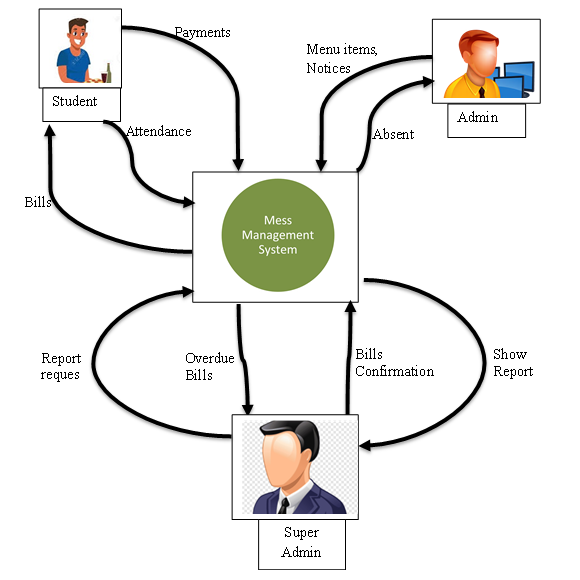 Payments
Menu items,
Notices
Student
Admin
Attendance
Absent
Bills
Mess
Management
System
Report
reques
Overdue
Bills
Bills
Confirmation
Show
Report
Super
Admin